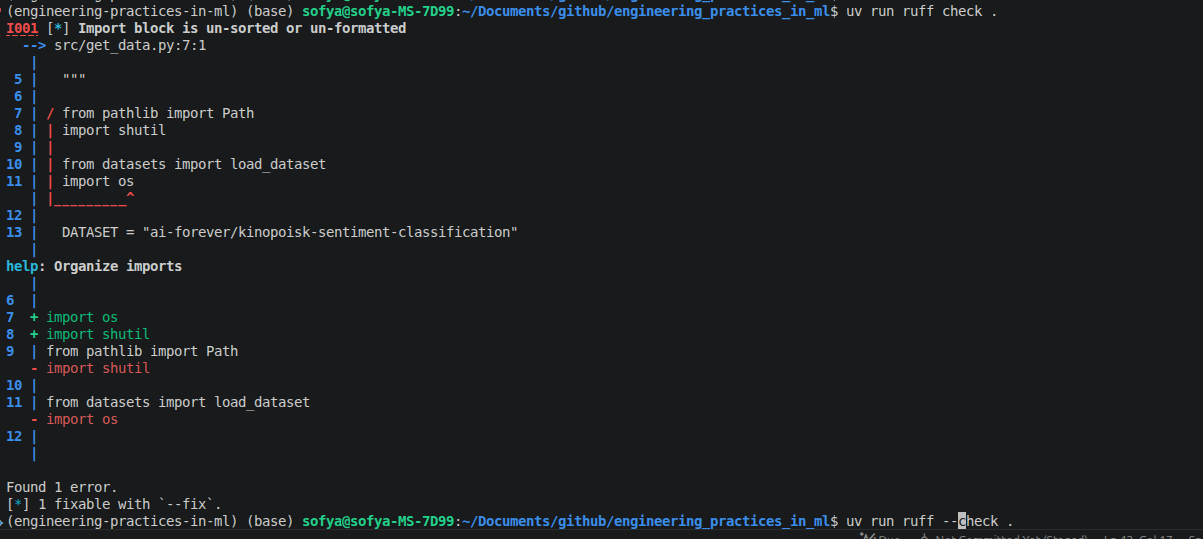 (engineering-practices-in-ml) (base) sofya@sofya-MS-7D99:~/Documents/github/engineering_practices_in_ml$ uv run ruff check .
I001 [*] Import block is un-sorted or un-formatted
  --> src/get_data.py:7:1
   |
 5 |   """
 6 |
 7 | / from pathlib import Path
 8 | | import shutil
 9 | |
10 | | from datasets import load_dataset
11 | | import os
   | |_________^
12 |
13 |   DATASET = "ai-forever/kinopoisk-sentiment-classification"
   |
help: Organize imports
   |
6  |
7  + import os
8  + import shutil
9  | from pathlib import Path
   - import shutil
10 |
11 | from datasets import load_dataset
   - import os
12 |
   |
Found 1 error.
[*] 1 fixable with `--fix`.
(engineering-practices-in-ml) (base) sofya@sofya-MS-7D99:~/Documents/github/engineering_practices_in_ml$ uv run ruff --check .